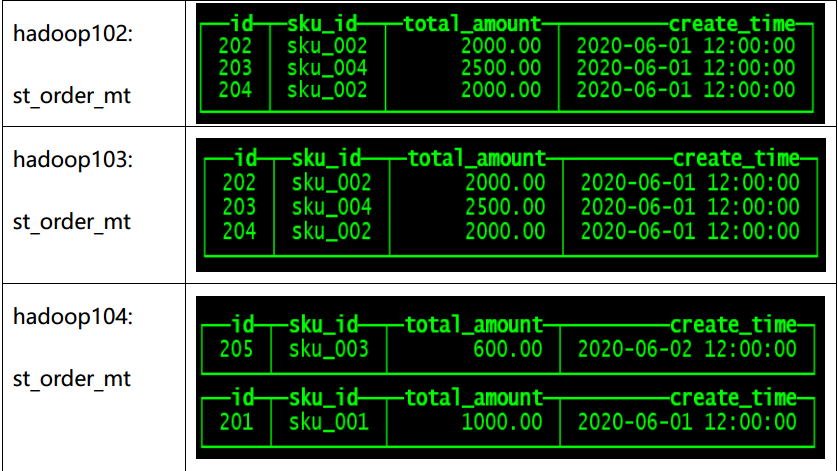 hadoop102:
st_order_mt
id sku_id total_amount create_time
202 sku_002 2000.00 2020-06-01 12:00:00
203 sku_004 2500.00 2020-06-01 12:00:00
204 sku_002 2000.00 2020-06-01 12:00:00
hadoop103:
st_order_mt
id sku_id total_amount create_time
202 sku_002 2000.00 2020-06-01 12:00:00
203 sku_004 2500.00 2020-06-01 12:00:00
204 sku_002 2000.00 2020-06-01 12:00:00
hadoop104:
st_order_mt
id sku_id total_amount create_time
205 sku_003 600.00 2020-06-02 12:00:00
id sku_id total_amount create_time
201 sku_001 1000.00 2020-06-01 12:00:00